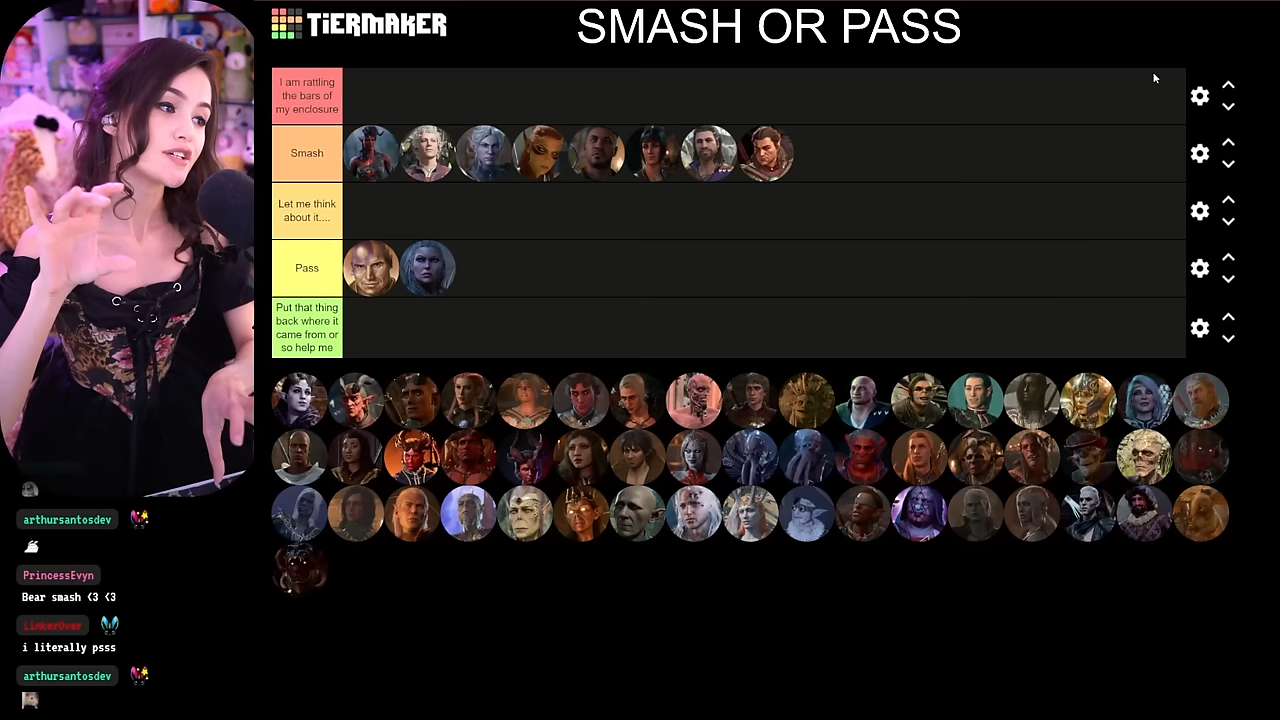 TiERMAKER
SMASH OR PASS
I am rattling
the bars of
my enclosure
Smash
Let me think
about it....
Pass
Put that thing
back where it
came from or
so help me
arthursantosdev
PrincessEvyn
Bear smash <3 <3
LinkerOver
i literally psss
arthursantosdev